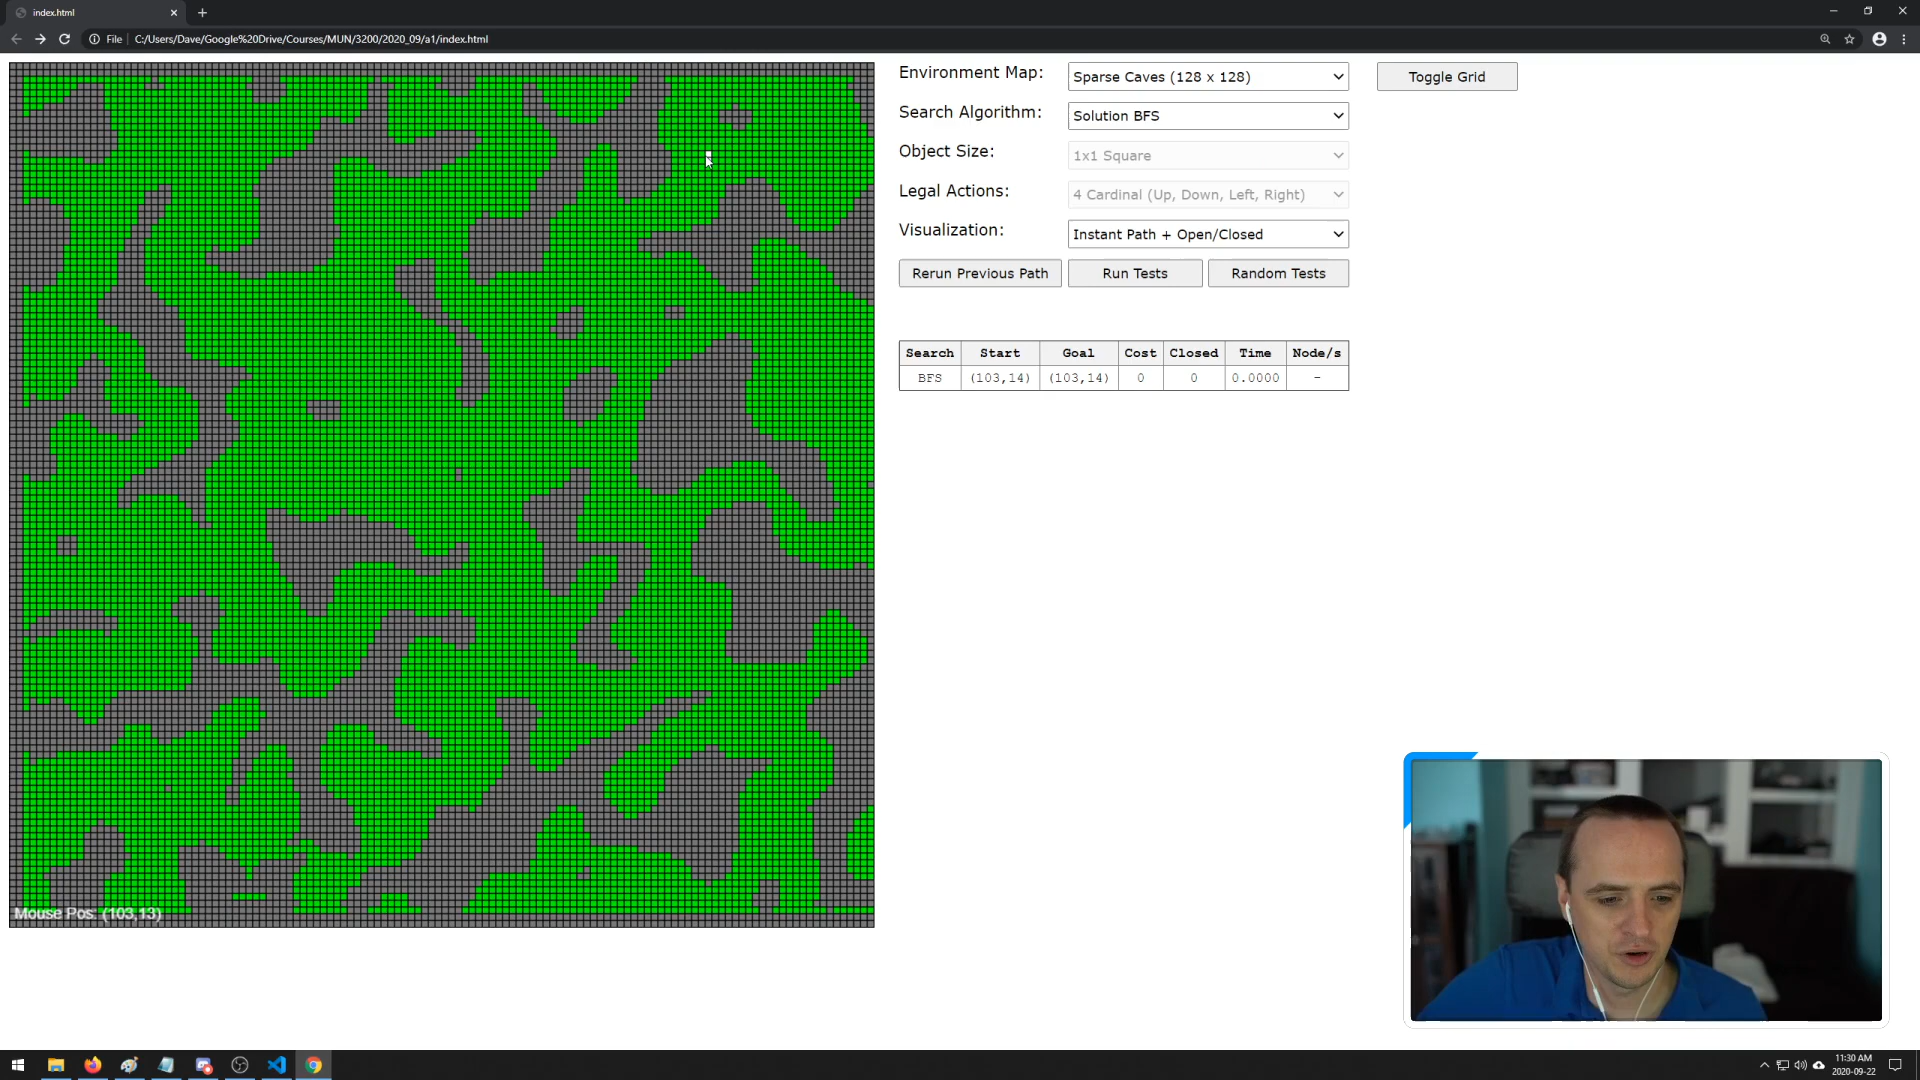 index.html
File
C:/Users/Dave/Google%20Drive/Courses/MUN/3200/2020_09/a1/index.html
Environment Map:
Sparse Caves (128 x 128)
Toggle Grid
Search Algorithm:
Solution BFS
Object Size:
1x1 Square
Legal Actions:
4 Cardinal (Up, Down, Left, Right)
Visualization:
Instant Path + Open/Closed
Rerun Previous Path
Run Tests
Random Tests
Search Start Goal Cost Closed Time Node/s
BFS (103,14) (103,14) 0 0 0.0000 -
Mouse Pos: (103,13)
11:30 AM
2020-09-22